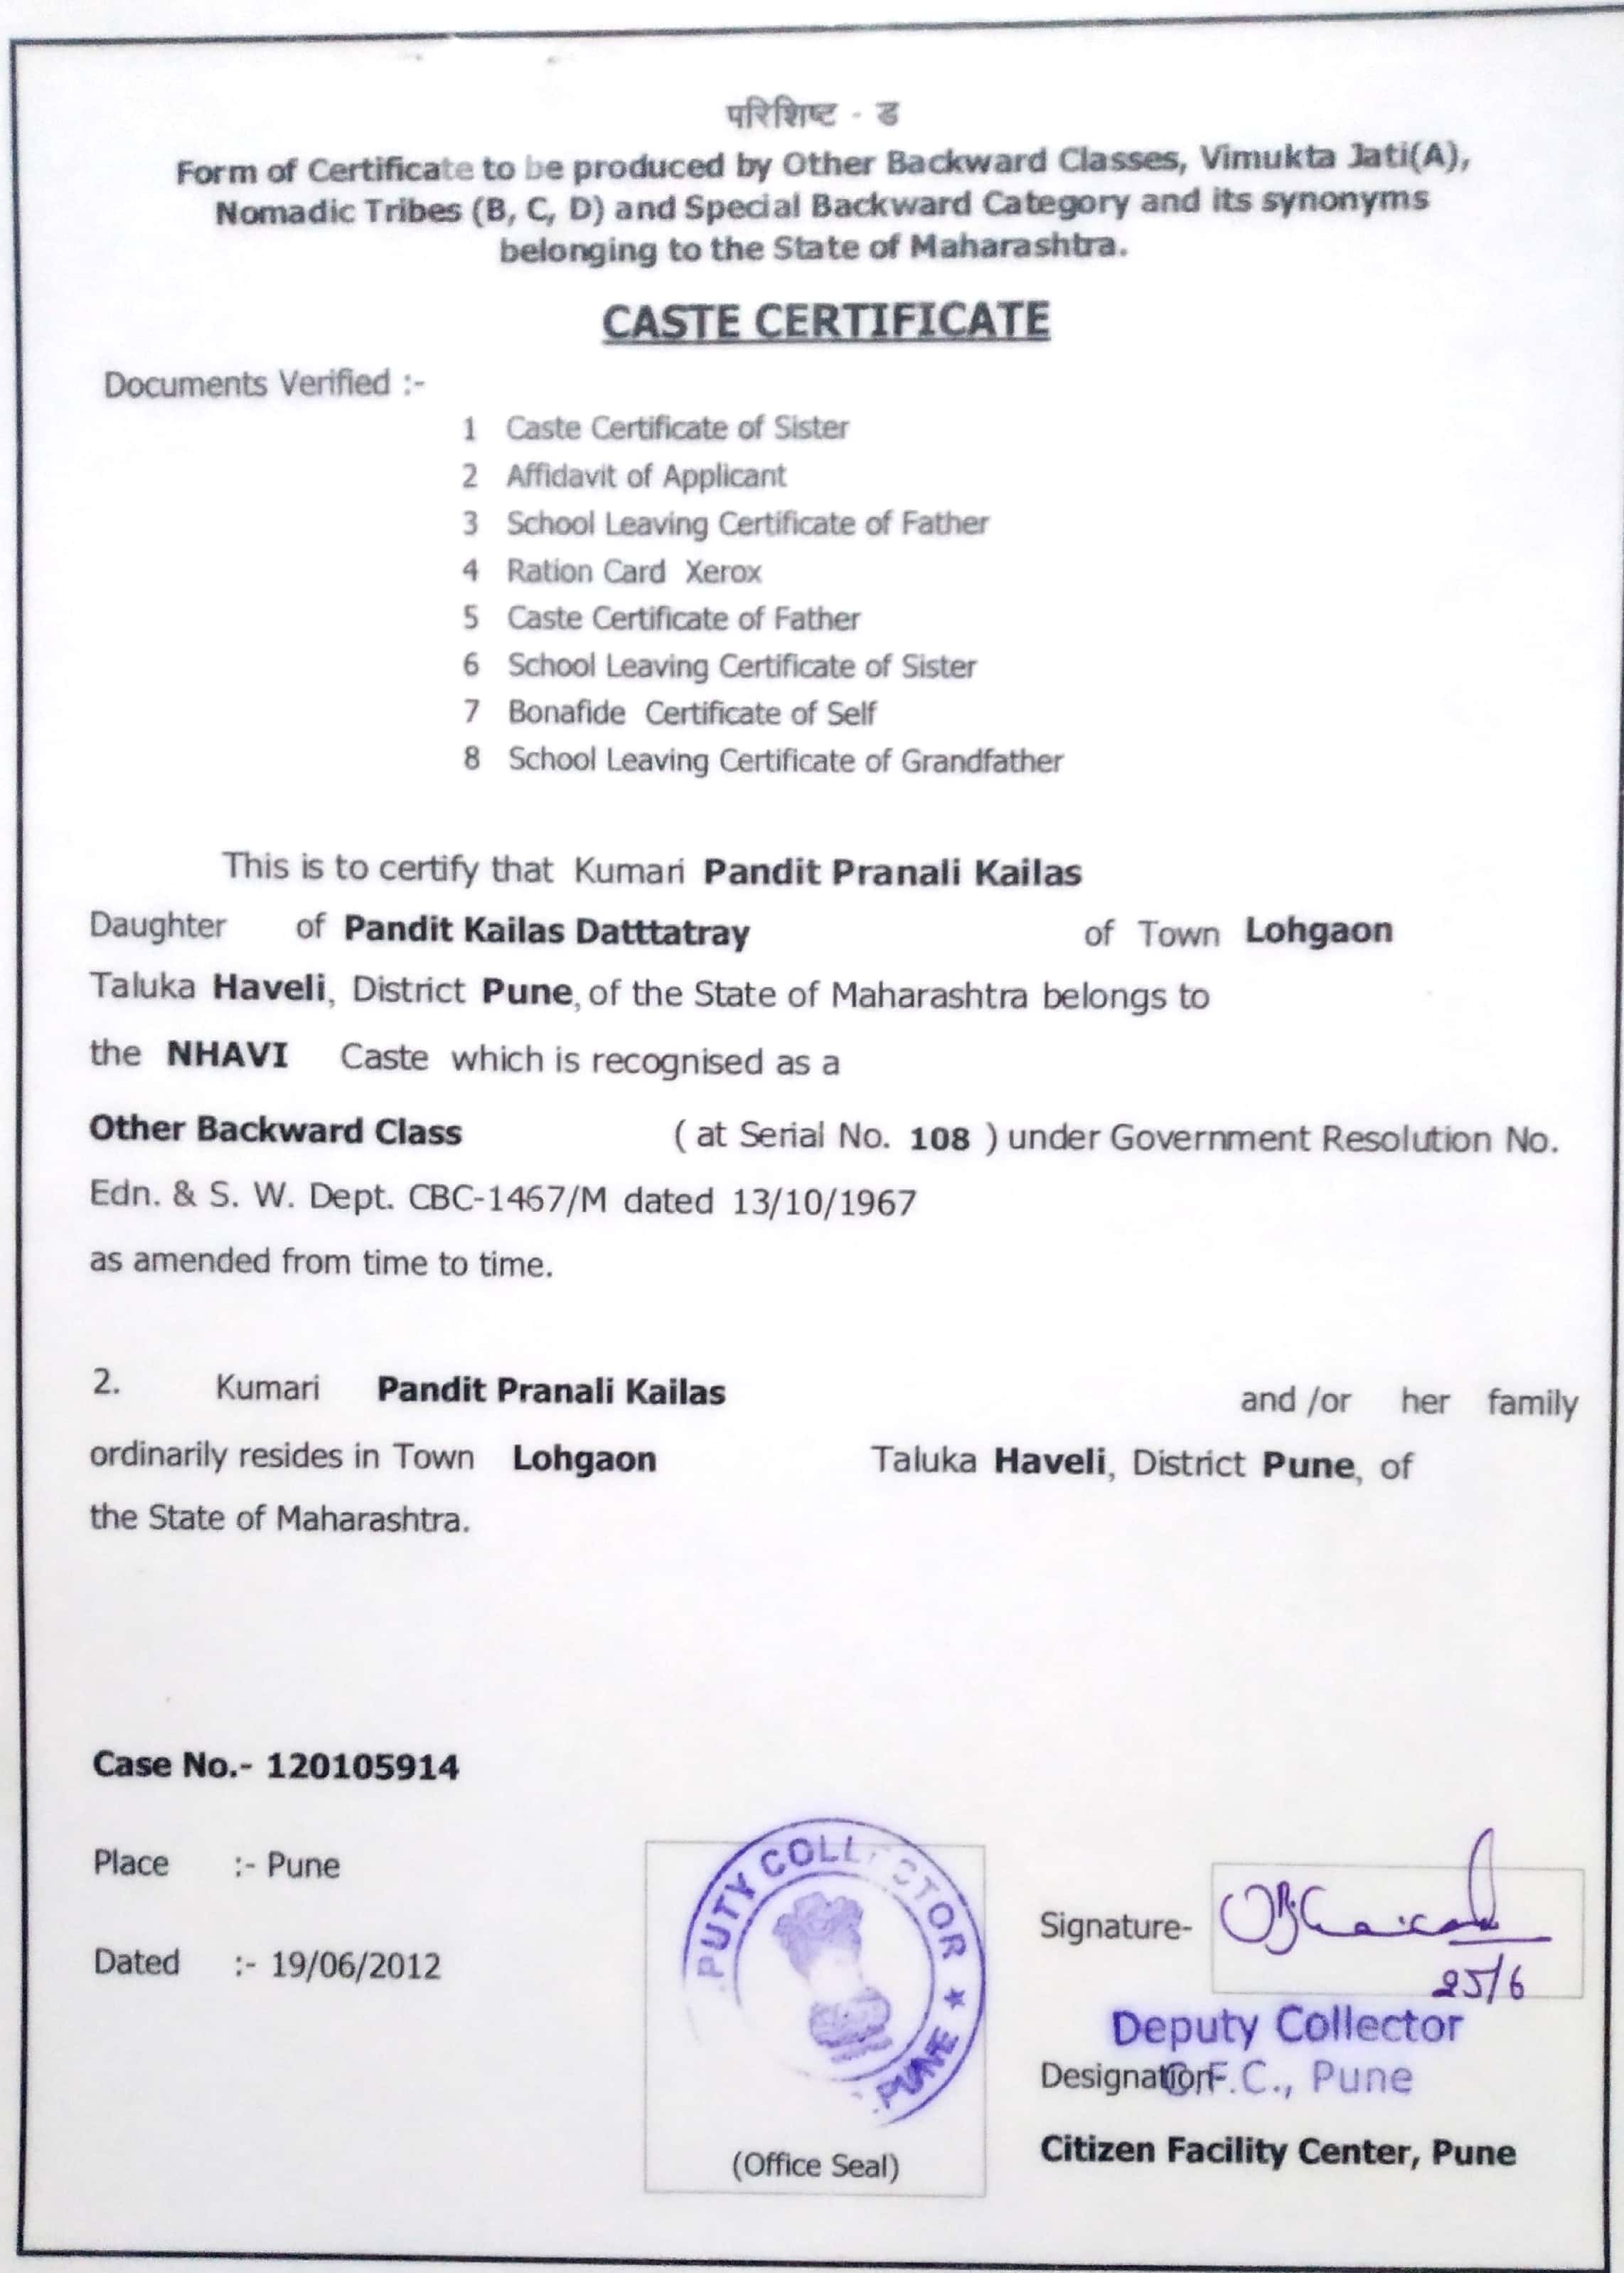 परिशिष्ट - ड
Form of Certificate to be produced by Other Backward Classes, Vimukta Jati(A),
Nomadic Tribes (B, C, D) and Special Backward Category and its synonyms
belonging to the State of Maharashtra.
CASTE CERTIFICATE
Documents Verified :-
1 Caste Certificate of Sister
2 Affidavit of Applicant
3 School Leaving Certificate of Father
4 Ration Card Xerox
5 Caste Certificate of Father
6 School Leaving Certificate of Sister
7 Bonafide Certificate of Self
8 School Leaving Certificate of Grandfather
This is to certify that Kumari Pandit Pranali Kailas
Daughter of Pandit Kailas Datttatray of Town Lohgaon
Taluka Haveli, District Pune, of the State of Maharashtra belongs to
the NHAVI Caste which is recognised as a
Other Backward Class ( at Serial No. 108 ) under Government Resolution No.
Edn. & S. W. Dept. CBC-1467/M dated 13/10/1967
as amended from time to time.
2. Kumari Pandit Pranali Kailas and /or her family
ordinarily resides in Town Lohgaon Taluka Haveli, District Pune, of
the State of Maharashtra.
Case No.- 120105914
Place :- Pune
Dated :- 19/06/2012
PUTY COLLECTOR ★ PUNE
(Office Seal)
Signature-
25/6
Deputy Collector
Designation F.C., Pune
Citizen Facility Center, Pune